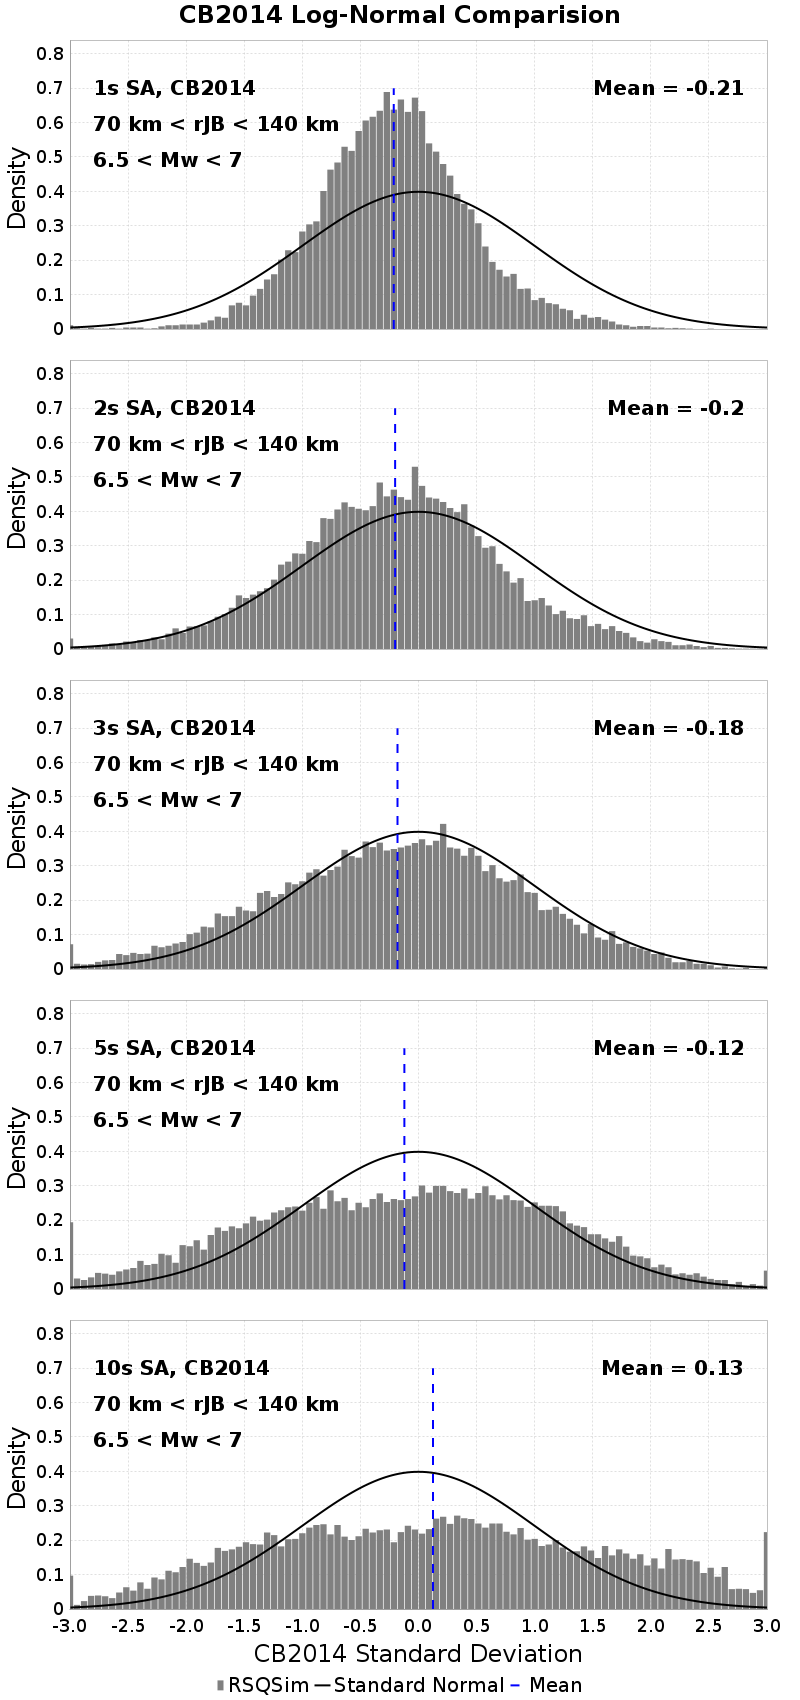 CB2014 Log-Normal Comparision
0.8
1s SA, CB2014 Mean = -0.21
0.7
70 km < rJB < 140 km
0.6
6.5 < Mw < 7
0.5
0.4
0.3
0.2
0.1
0
Density
0.8
2s SA, CB2014 Mean = -0.2
0.7
70 km < rJB < 140 km
0.6
6.5 < Mw < 7
0.5
0.4
0.3
0.2
0.1
0
Density
0.8
3s SA, CB2014 Mean = -0.18
0.7
70 km < rJB < 140 km
0.6
6.5 < Mw < 7
0.5
0.4
0.3
0.2
0.1
0
Density
0.8
5s SA, CB2014 Mean = -0.12
0.7
70 km < rJB < 140 km
0.6
6.5 < Mw < 7
0.5
0.4
0.3
0.2
0.1
0
Density
0.8
10s SA, CB2014 Mean = 0.13
0.7
70 km < rJB < 140 km
0.6
6.5 < Mw < 7
0.5
0.4
0.3
0.2
0.1
0
Density
-3.0 -2.5 -2.0 -1.5 -1.0 -0.5 0.0 0.5 1.0 1.5 2.0 2.5 3.0
CB2014 Standard Deviation
RSQSim Standard Normal Mean